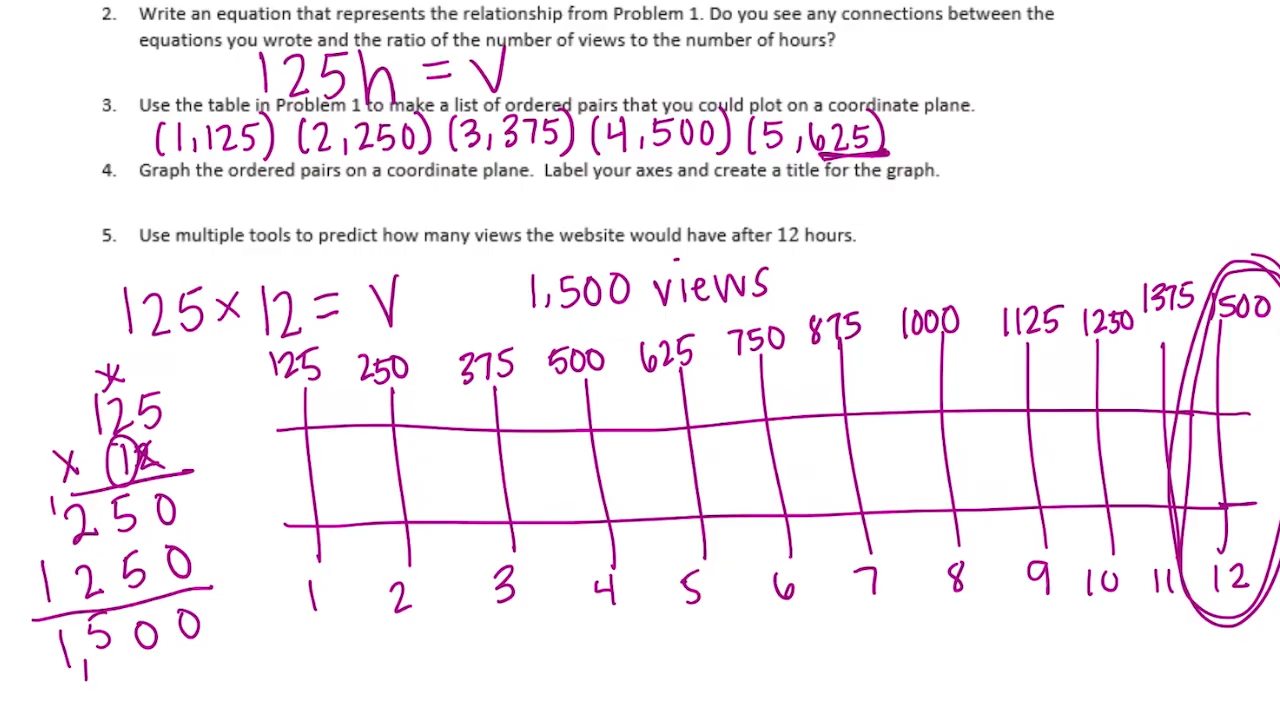 2. Write an equation that represents the relationship from Problem 1. Do you see any connections between the
equations you wrote and the ratio of the number of views to the number of hours?
125h = V
3. Use the table in Problem 1 to make a list of ordered pairs that you could plot on a coordinate plane.
(1,125) (2,250) (3,375) (4,500) (5,625)
4. Graph the ordered pairs on a coordinate plane. Label your axes and create a title for the graph.
5. Use multiple tools to predict how many views the website would have after 12 hours.
125 × 12 = V
1,500 views
125 250 375 500 625 750 875 1000 1125 1250 1375 1500
1 2 3 4 5 6 7 8 9 10 11 12
125
× 12
1
250
1250
1,500